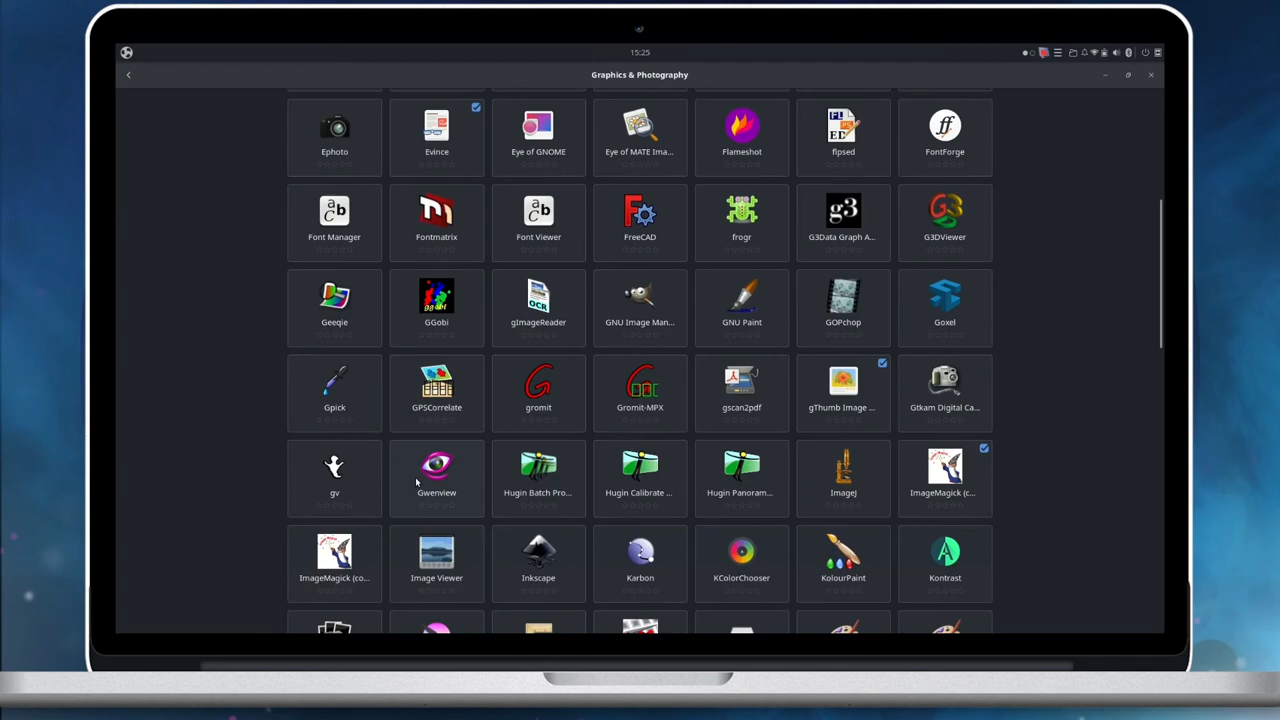 15:25
Graphics & Photography
Ephoto
Evince
Eye of GNOME
Eye of MATE Ima...
Flameshot
flpsed
FontForge
Font Manager
Fontmatrix
Font Viewer
FreeCAD
frogr
G3Data Graph A...
G3DViewer
Geeqie
GGobi
gImageReader
GNU Image Man...
GNU Paint
GOPchop
Goxel
Gpick
GPSCorrelate
gromit
Gromit-MPX
gscan2pdf
gThumb Image ...
Gtkam Digital Ca...
gv
Gwenview
Hugin Batch Pro...
Hugin Calibrate ...
Hugin Panoram...
ImageJ
ImageMagick (c...
ImageMagick (co...
Image Viewer
Inkscape
Karbon
KColorChooser
KolourPaint
Kontrast